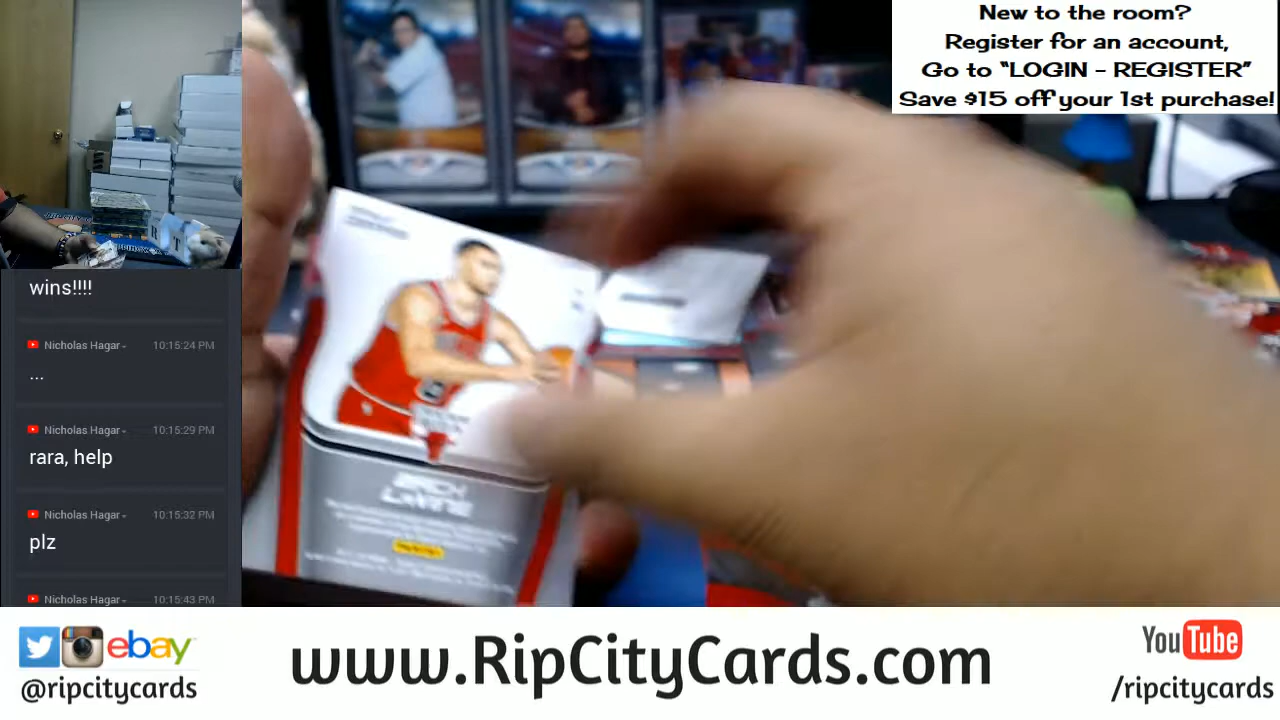 New to the room?
Register for an account,
Go to “LOGIN - REGISTER”
Save $15 off your 1st purchase!
wins!!!!
Nicholas Hagar 10:15:24 PM
...
Nicholas Hagar 10:15:29 PM
rara, help
Nicholas Hagar 10:15:32 PM
plz
Nicholas Hagar 10:15:43 PM
ZACH
LAVINE
ebay
@ripcitycards
www.RipCityCards.com
YouTube
/ripcitycards